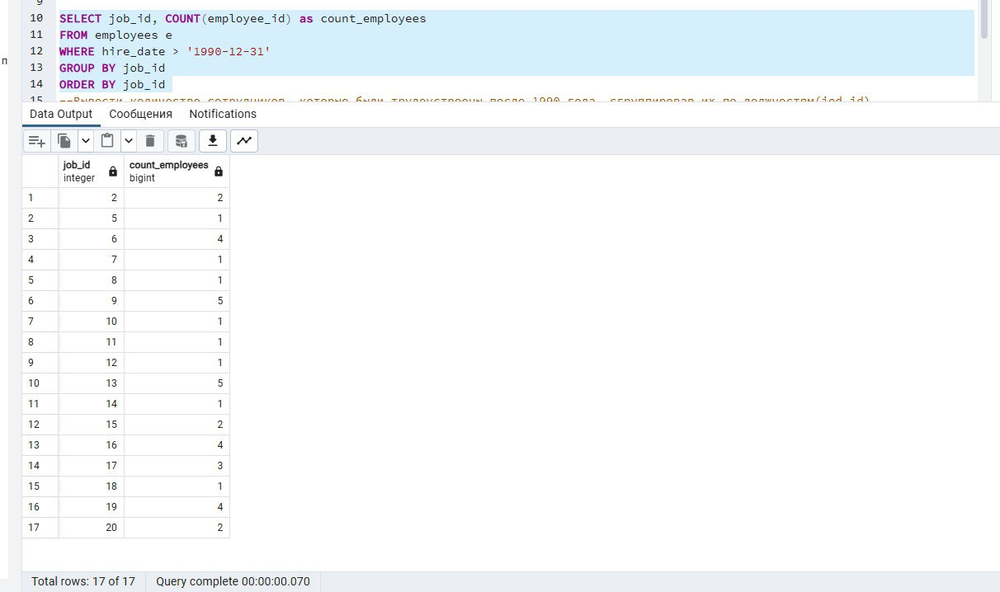 9
10 SELECT job_id, COUNT(employee_id) as count_employees
п
11 FROM employees e
12 WHERE hire_date > '1990-12-31'
13 GROUP BY job_id
14 ORDER BY job_id
15 --Вывести количество сотрудников, которые были трудоустроены после 1990 года, сгруппировав их по должностям(jod_id)
Data Output Сообщения Notifications
job_id count_employees
integer bigint
1 2 2
2 5 1
3 6 4
4 7 1
5 8 1
6 9 5
7 10 1
8 11 1
9 12 1
10 13 5
11 14 1
12 15 2
13 16 4
14 17 3
15 18 1
16 19 4
17 20 2
Total rows: 17 of 17 Query complete 00:00:00.070